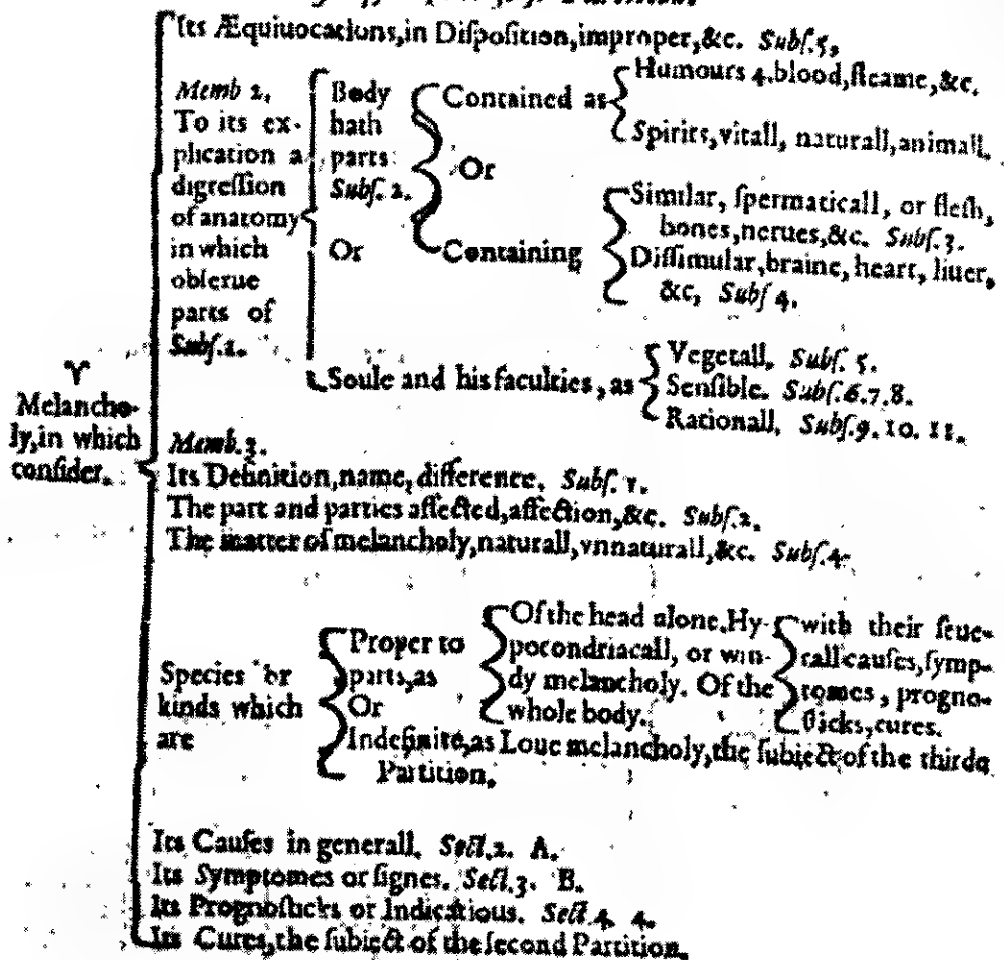 Its Æquiuocations, in Diſpoſition, improper, &c. Subſ. 5.
Memb 2.
To its ex-
plication a
digreſſion
of anatomy
in which
obſerue
parts of
Subſ. 1.
Body
hath
parts
Subſ. 2.
Contained as
Humours 4. blood, fleame, &c.
Spirits, vitall, naturall, animall.
Or
Containing
Similar, ſpermaticall, or fleſh,
bones, nerues, &c. Subſ. 3.
Diſſimular, braine, heart, liuer,
&c, Subſ 4.
Or
Soule and his faculties, as
Vegetall. Subſ. 5.
Senſible. Subſ. 6. 7. 8.
Rationall. Subſ. 9. 10. 11.
♈
Melancho-
ly, in which
conſider.
Memb. 3.
Its Definition, name, difference. Subſ. 1.
The part and parties affected, affection, &c. Subſ. 2.
The matter of melancholy, naturall, vnnaturall, &c. Subſ. 4.
Species or
kinds which
are
Proper to
parts, as
Of the head alone. Hy-
pocondriacall, or win-
dy melancholy. Of the
whole body.
with their ſeue-
rall cauſes, ſymp-
tomes, progno-
ſticks, cures.
Or
Indefinite, as Loue melancholy, the ſubiect of the third
Partition.
Its Cauſes in generall. Sect. 2. A.
Its Symptomes or ſignes. Sect. 3. B.
Its Prognoſticks or Indicatious. Sect. 4. 4.
Its Cures, the ſubiect of the ſecond Partition.